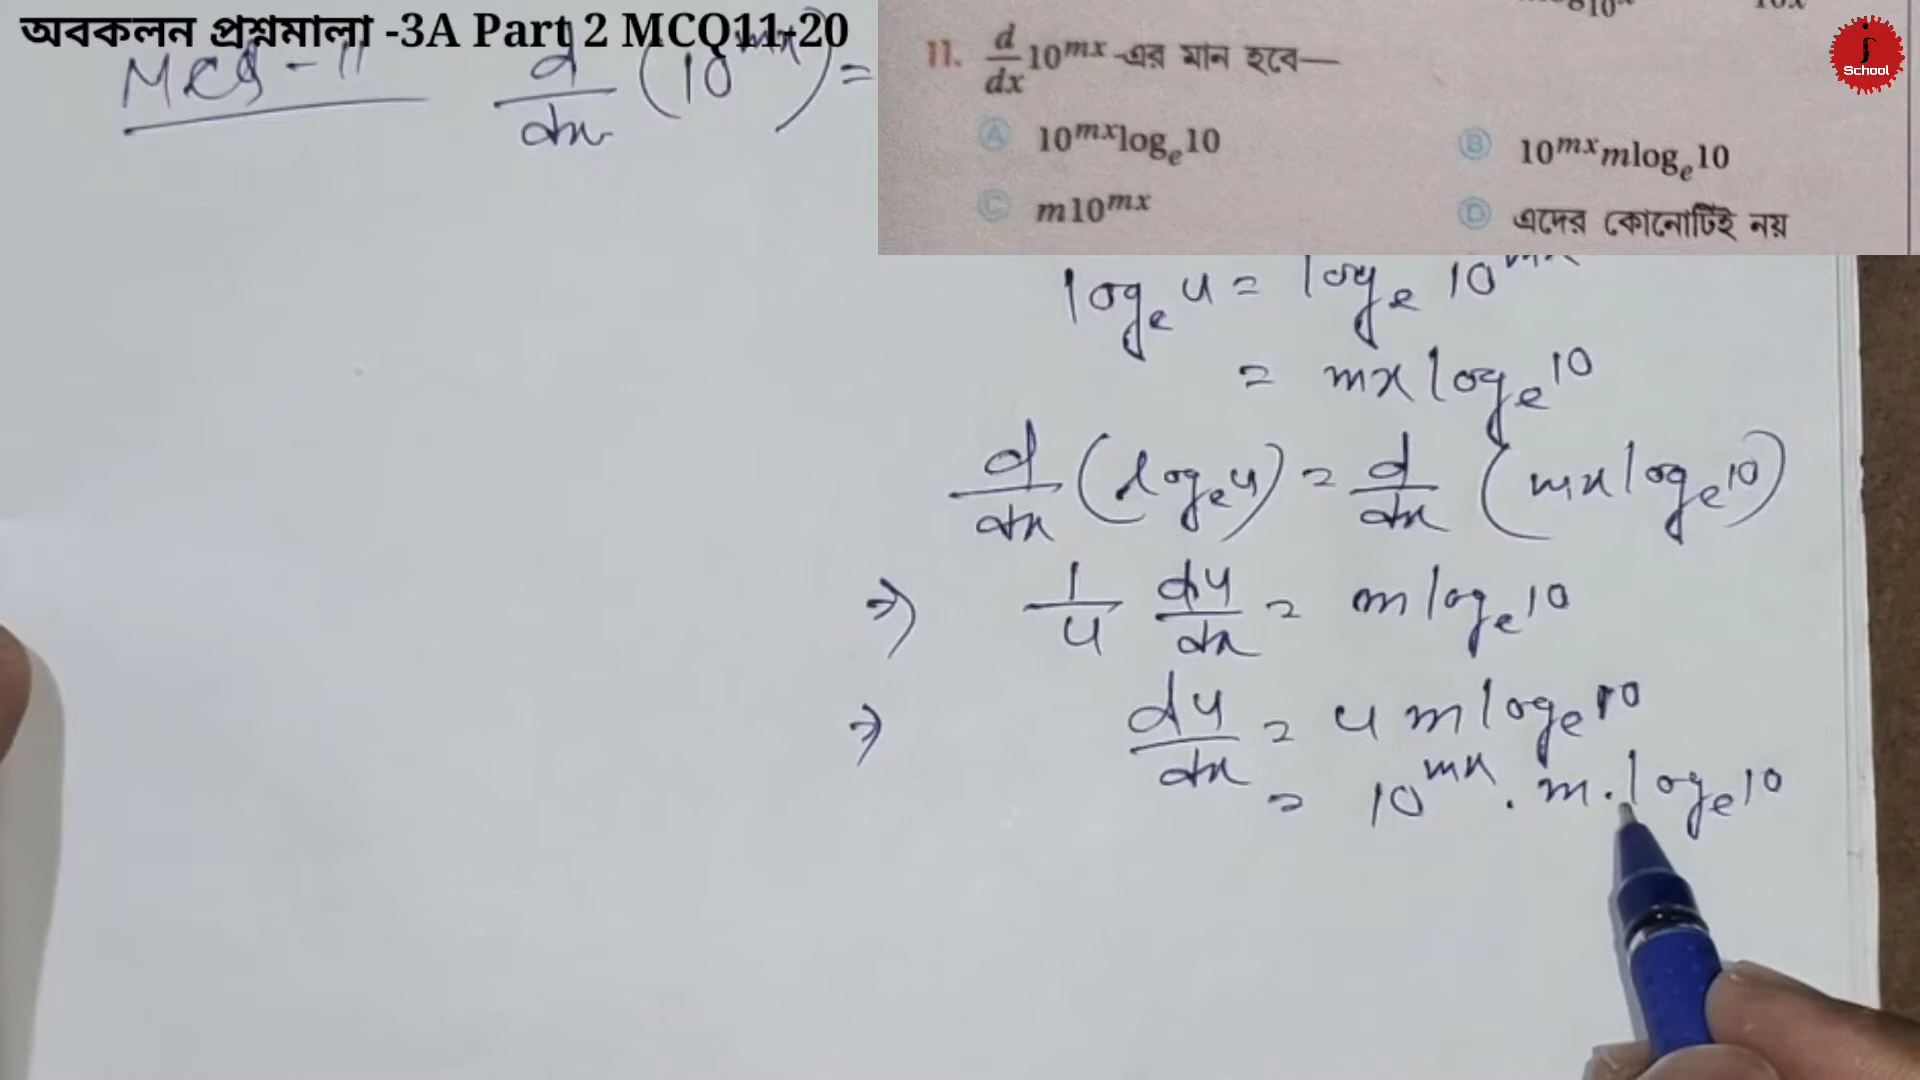 অবকলন প্রশ্নমালা -3A Part 2 MCQ11-20
MCQ - 11 d/dx (10^mx) =
11. d/dx 10^mx -এর মান হবে—
A 10^mx log_e 10
B 10^mx m log_e 10
C m10^mx
D এদের কোনোটিই নয়
School
log_e u = log_e 10^mx
= mx log_e 10
d/dx (log_e u) = d/dx (mx log_e 10)
⇒ 1/u du/dx = m log_e 10
⇒ du/dx = u m log_e 10
= 10^mx . m . log_e 10